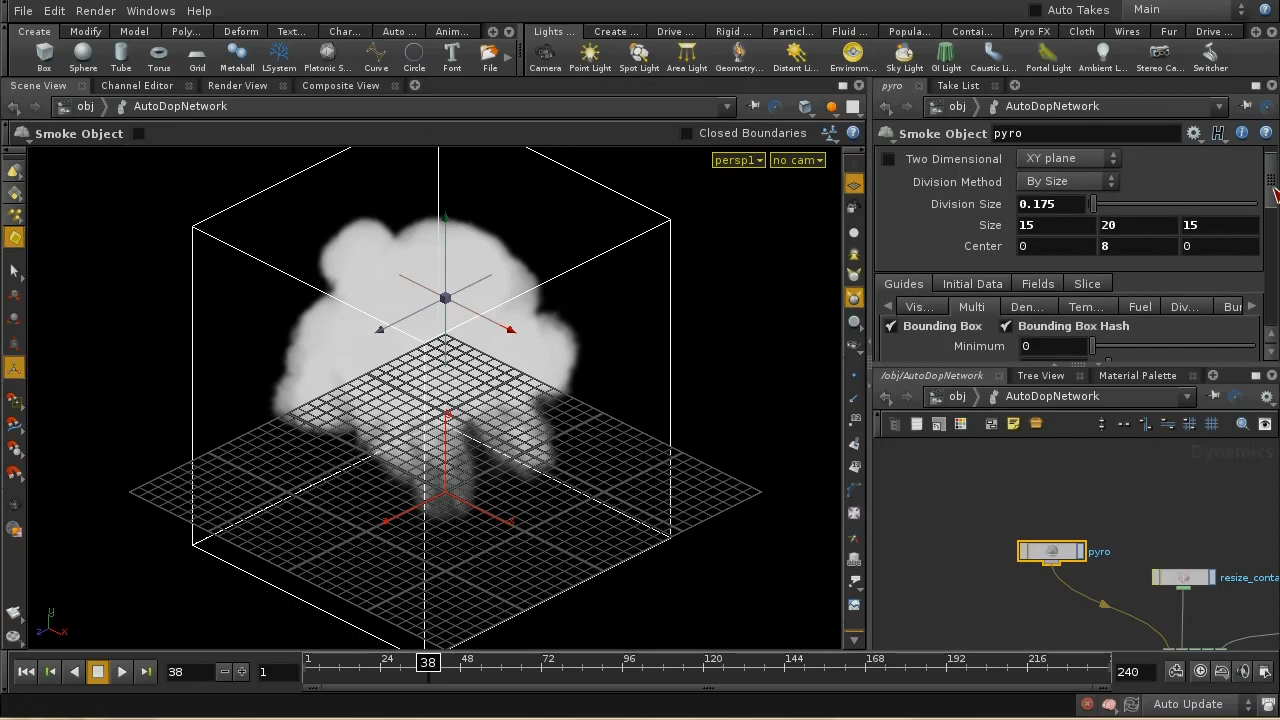 File Edit Render Windows Help
Auto Takes Main
Create Modify Model Poly... Deform Text... Char... Auto ... Anim...
Lights ... Create ... Drive ... Rigid ... Particl... Fluid ... Popula... Contai... Pyro FX Cloth Wires Fur Drive ...
Box Sphere Tube Torus Grid Metaball LSystem Platonic S... Curve Circle Font File
Camera Point Light Spot Light Area Light Geometry... Distant Li... Environm... Sky Light GI Light Caustic Li... Portal Light Ambient L... Stereo Ca... Switcher
Scene View Channel Editor Render View Composite View
pyro Take List
obj AutoDopNetwork
obj AutoDopNetwork
Smoke Object
Closed Boundaries
Smoke Object pyro
persp1 no cam
Two Dimensional XY plane
Division Method By Size
Division Size 0.175
Size 15 20 15
Center 0 8 0
Guides Initial Data Fields Slice
Vis... Multi Den... Tem... Fuel Div... Bu
Bounding Box Bounding Box Hash
Minimum 0
/obj/AutoDopNetwork Tree View Material Palette
obj AutoDopNetwork
Dynamics
pyro
resize_conta
y
z x
1 24 38 48 72 96 120 144 168 192 216
38 1 240
Auto Update